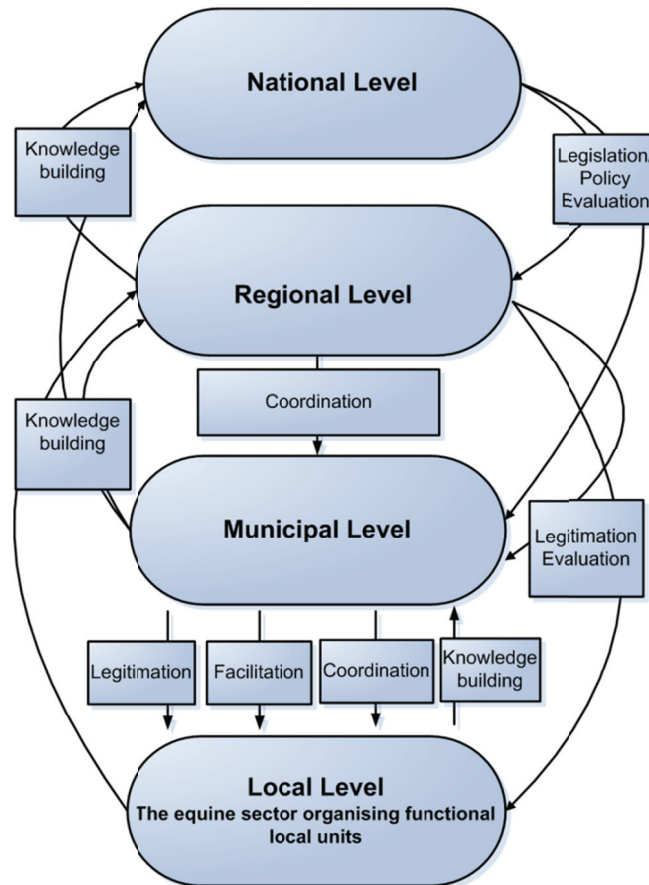 National Level
Knowledge
building
Legislation/
Policy
Evaluation
Regional Level
Coordination
Knowledge
building
Municipal Level
Legitimation
Evaluation
Legitimation
Facilitation
Coordination
Knowledge
building
Local Level
The equine sector organising functional
local units